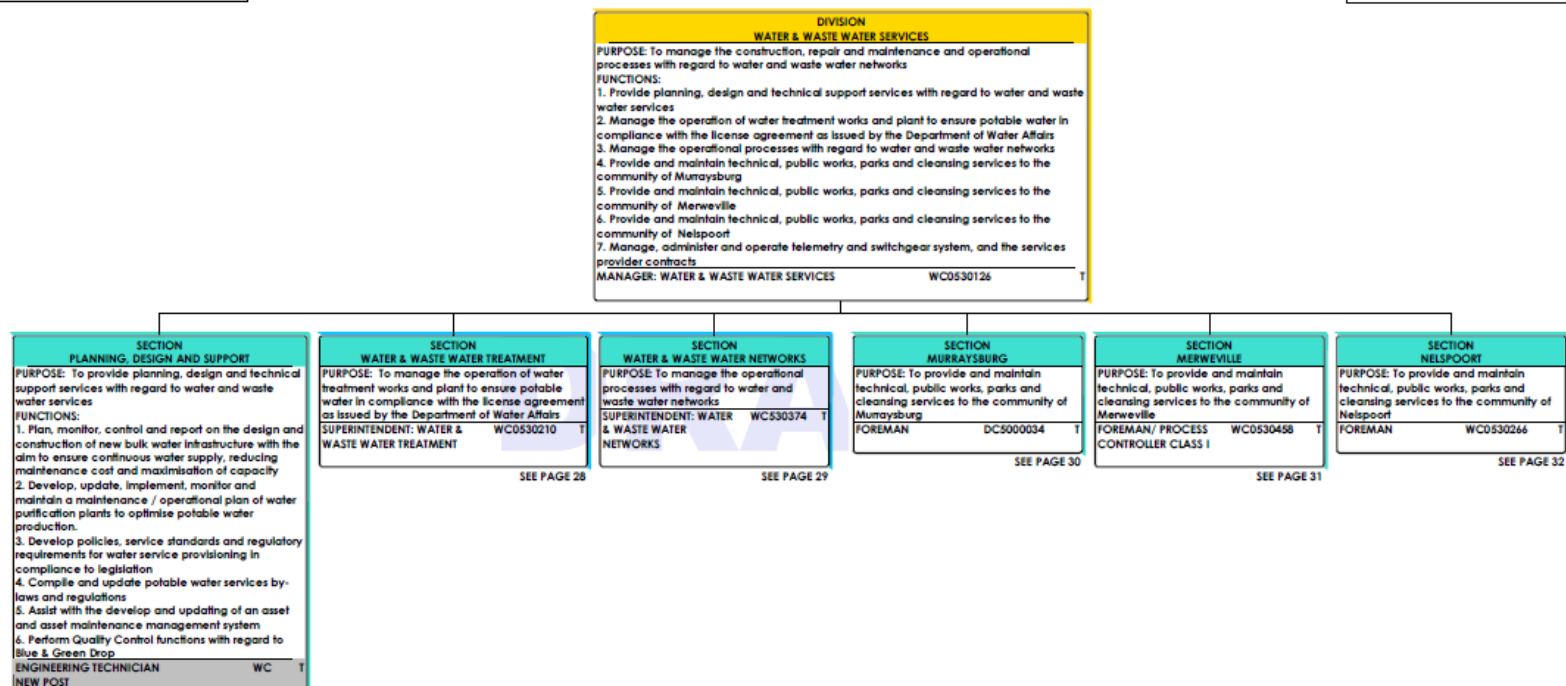 DIVISION
WATER & WASTE WATER SERVICES
PURPOSE: To manage the construction, repair and maintenance and operational
processes with regard to water and waste water networks
FUNCTIONS:
1. Provide planning, design and technical support services with regard to water and waste
water services
2. Manage the operation of water treatment works and plant to ensure potable water in
compliance with the license agreement as issued by the Department of Water Affairs
3. Manage the operational processes with regard to water and waste water networks
4. Provide and maintain technical, public works, parks and cleansing services to the
community of Murraysburg
5. Provide and maintain technical, public works, parks and cleansing services to the
community of Merweville
6. Provide and maintain technical, public works, parks and cleansing services to the
community of Nelspoort
7. Manage, administer and operate telemetry and switchgear system, and the services
provider contracts
MANAGER: WATER & WASTE WATER SERVICES WC0530126 T
SECTION
PLANNING, DESIGN AND SUPPORT
PURPOSE: To provide planning, design and technical
support services with regard to water and waste
water services
FUNCTIONS:
1. Plan, monitor, control and report on the design and
construction of new bulk water infrastructure with the
aim to ensure continuous water supply, reducing
maintenance cost and maximisation of capacity
2. Develop, update, implement, monitor and
maintain a maintenance / operational plan of water
purification plants to optimise potable water
production.
3. Develop policies, service standards and regulatory
requirements for water service provisioning in
compliance to legislation
4. Compile and update potable water services by-
laws and regulations
5. Assist with the develop and updating of an asset
and asset maintenance management system
6. Perform Quality Control functions with regard to
Blue & Green Drop
ENGINEERING TECHNICIAN WC T
NEW POST
SECTION
WATER & WASTE WATER TREATMENT
PURPOSE: To manage the operation of water
treatment works and plant to ensure potable
water in compliance with the license agreement
as issued by the Department of Water Affairs
SUPERINTENDENT: WATER & WC0530210 T
WASTE WATER TREATMENT
SEE PAGE 28
SECTION
WATER & WASTE WATER NETWORKS
PURPOSE: To manage the operational
processes with regard to water and
waste water networks
SUPERINTENDENT: WATER WC530374 T
& WASTE WATER
NETWORKS
SEE PAGE 29
SECTION
MURRAYSBURG
PURPOSE: To provide and maintain
technical, public works, parks and
cleansing services to the community of
Murraysburg
FOREMAN DC5000034 T
SEE PAGE 30
SECTION
MERWEVILLE
PURPOSE: To provide and maintain
technical, public works, parks and
cleansing services to the community of
Merweville
FOREMAN/ PROCESS WC0530458 T
CONTROLLER CLASS I
SEE PAGE 31
SECTION
NELSPOORT
PURPOSE: To provide and maintain
technical, public works, parks and
cleansing services to the community of
Nelspoort
FOREMAN WC0530266 T
SEE PAGE 32